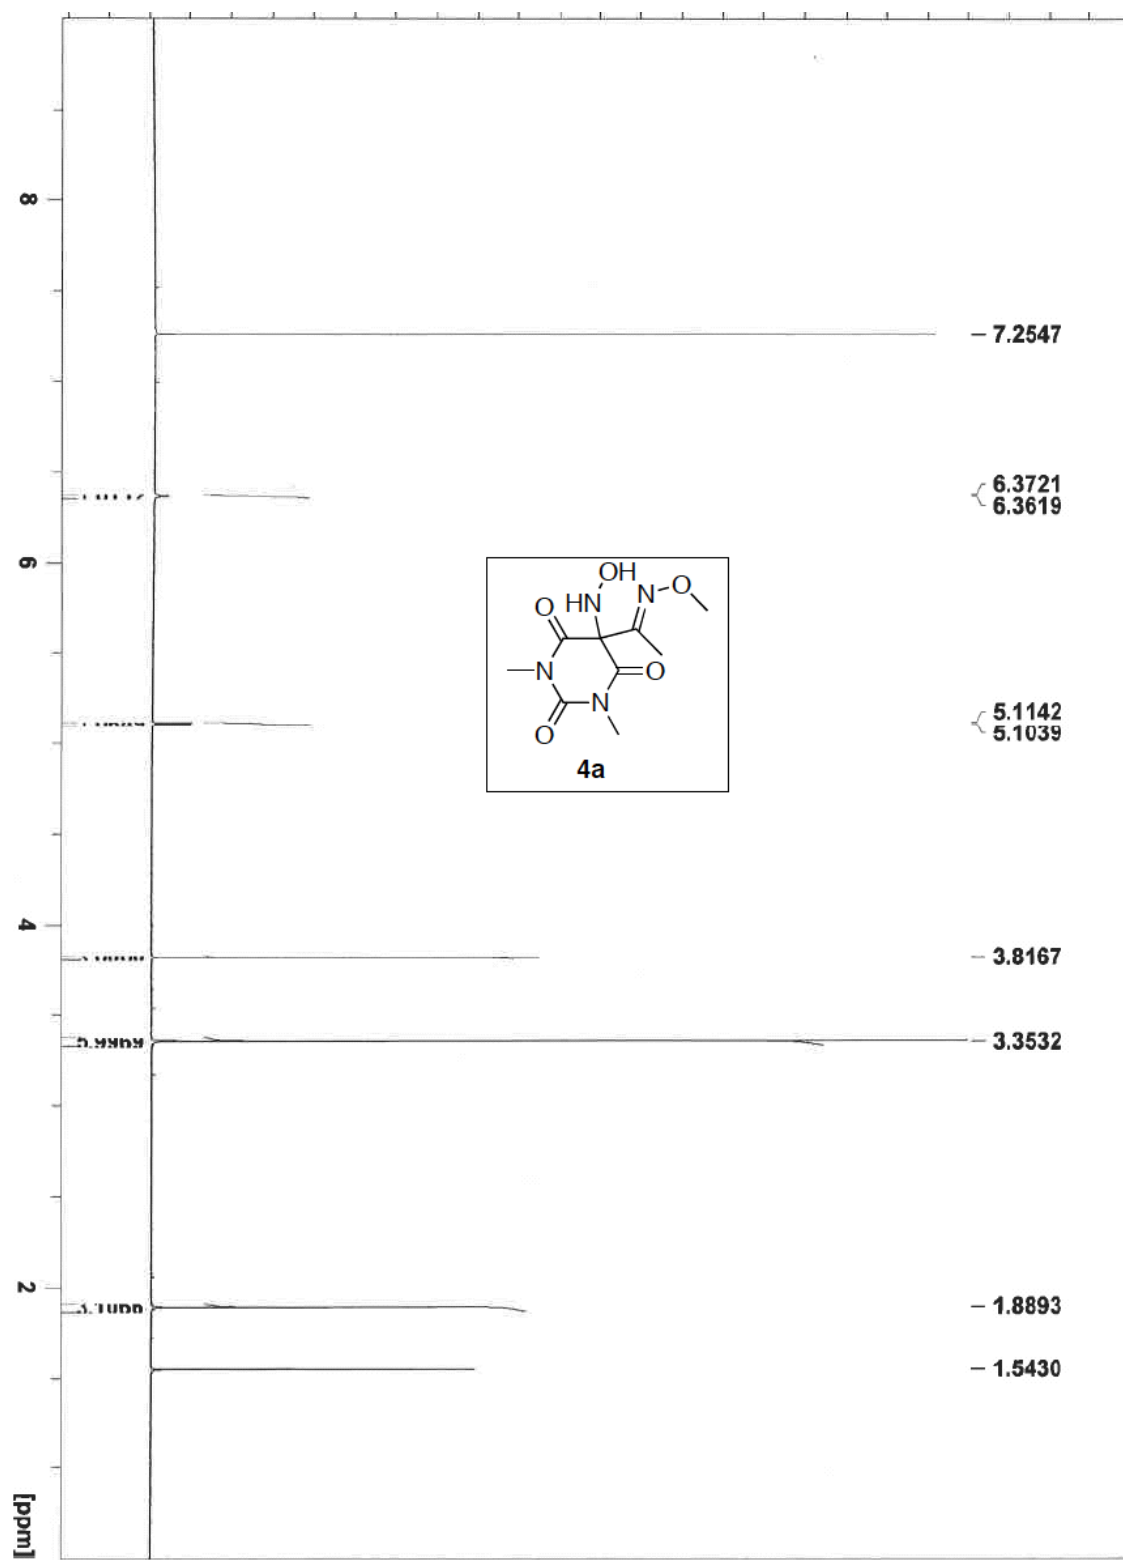 8
7.2547
6.3721
6.3619
6
OH
N
O
HN
O
N
O
N
O
4a
5.1142
5.1039
4
3.8167
3.3532
2
1.8893
1.5430
[ppm]